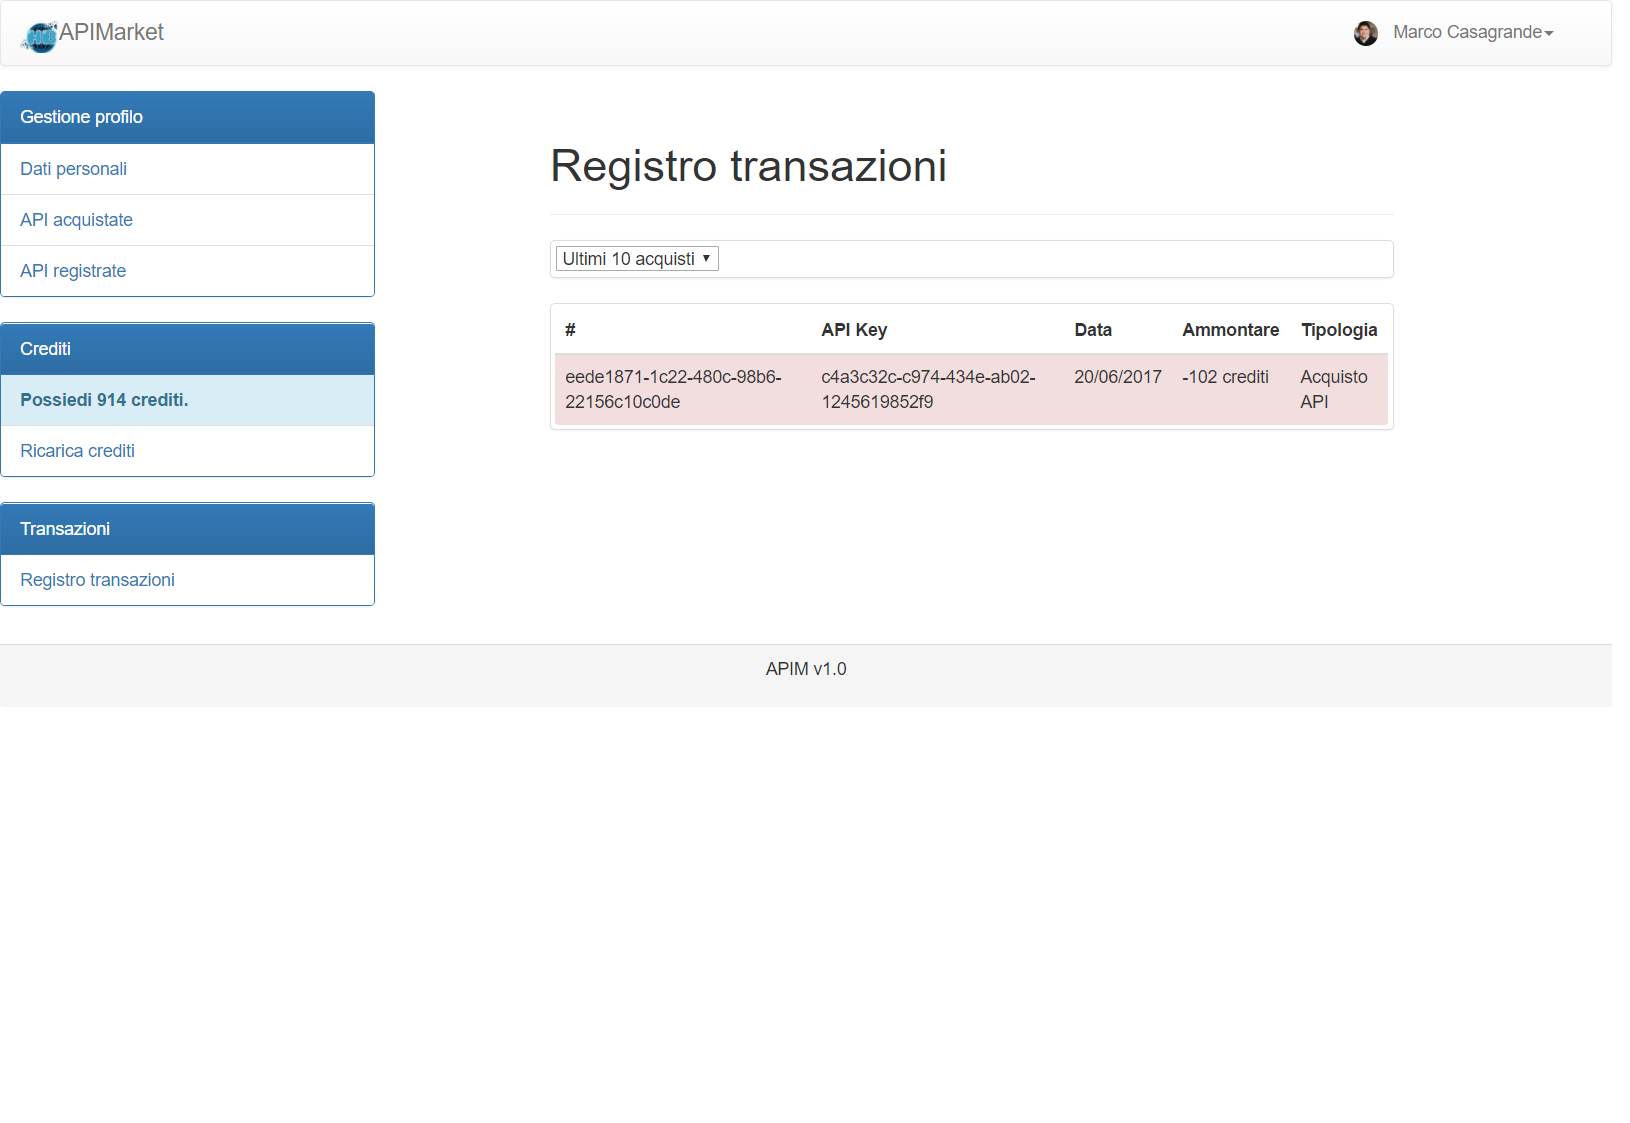 APIMarket
Marco Casagrande
Gestione profilo
Dati personali
API acquistate
API registrate
Crediti
Possiedi 914 crediti.
Ricarica crediti
Transazioni
Registro transazioni
Registro transazioni
Ultimi 10 acquisti
# API Key Data Ammontare Tipologia
eede1871-1c22-480c-98b6- c4a3c32c-c974-434e-ab02- 20/06/2017 -102 crediti Acquisto
22156c10c0de 1245619852f9 API
APIM v1.0